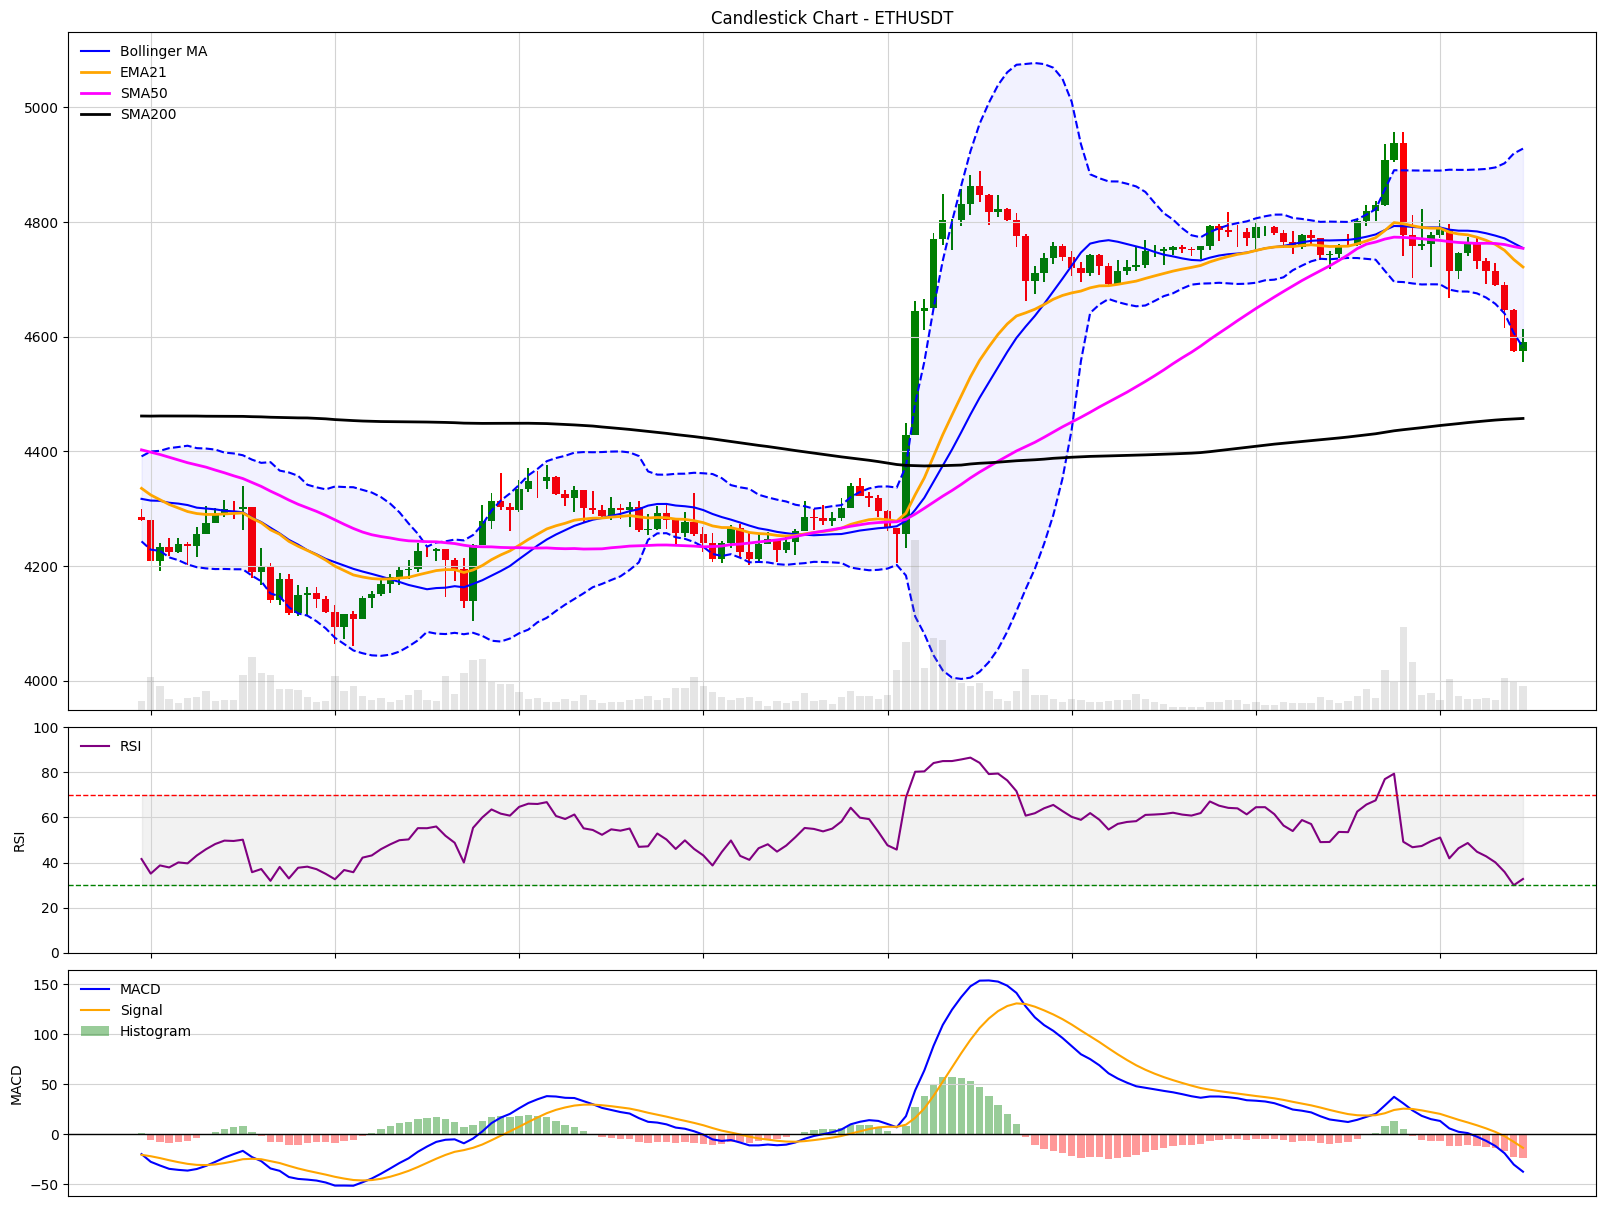 Candlestick Chart - ETHUSDT
Bollinger MA
EMA21
SMA50
SMA200
5000
4800
4600
4400
4200
4000
100
80
60
40
20
0
RSI
RSI
150
100
50
0
−50
MACD
MACD
Signal
Histogram